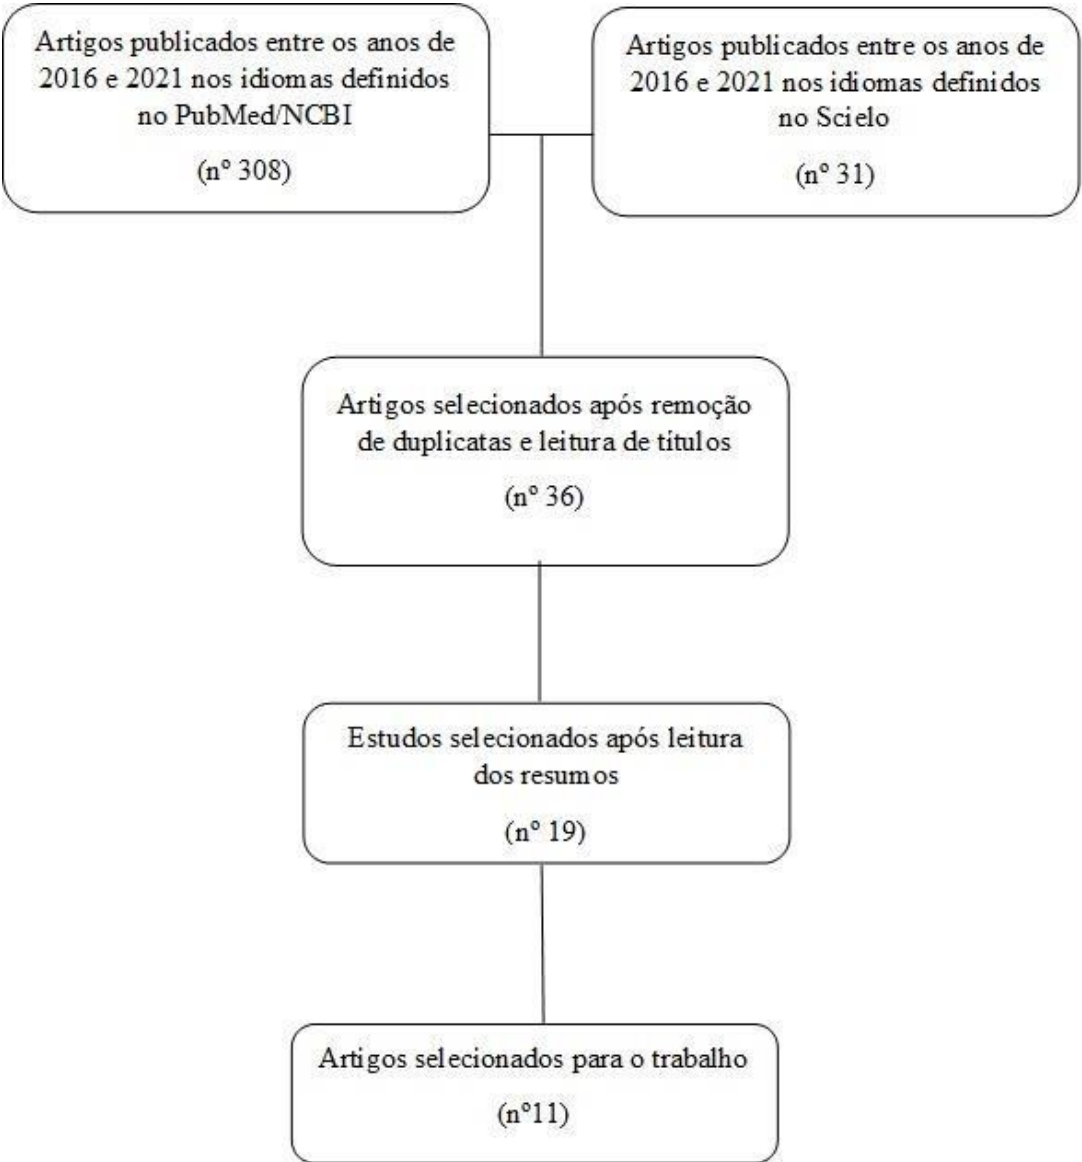 Artigos publicados entre os anos de
2016 e 2021 nos idiomas definidos
no PubMed/NCBI
(nº 308)
Artigos publicados entre os anos de
2016 e 2021 nos idiomas definidos
no Scielo
(nº 31)
Artigos selecionados após remoção
de duplicatas e leitura de títulos
(nº 36)
Estudos selecionados após leitura
dos resumos
(nº 19)
Artigos selecionados para o trabalho
(nº11)